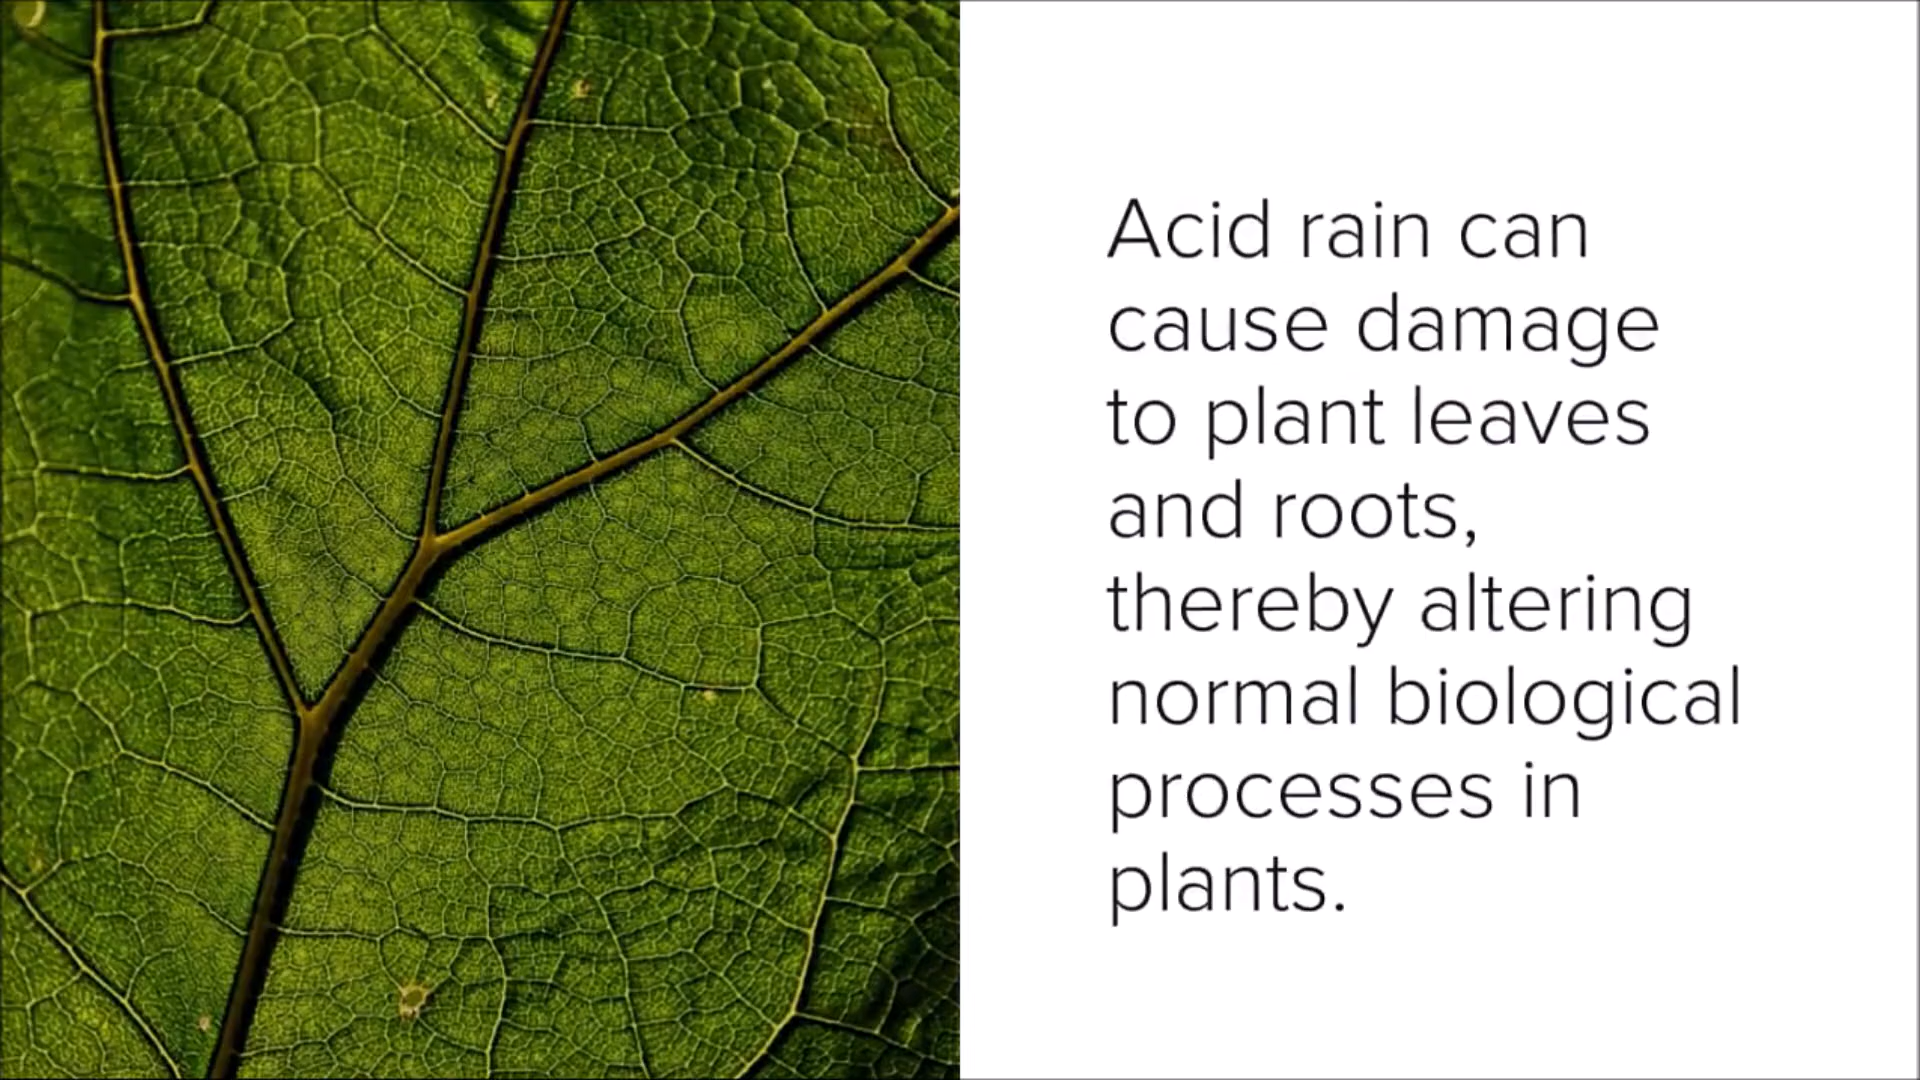 Acid rain can
cause damage
to plant leaves
and roots,
thereby altering
normal biological
processes in
plants.